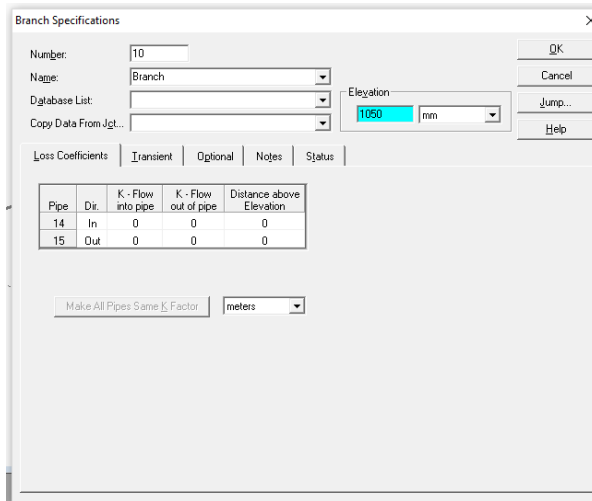 Branch Specifications
Number: 10
OK
Name: Branch
Cancel
Database List:
Elevation
1050 mm
Jump...
Copy Data From Jct...
Help
Loss Coefficients Transient Optional Notes Status
Pipe Dir. K - Flow into pipe K - Flow out of pipe Distance above Elevation
14 In 0 0 0
15 Out 0 0 0
Make All Pipes Same K Factor meters